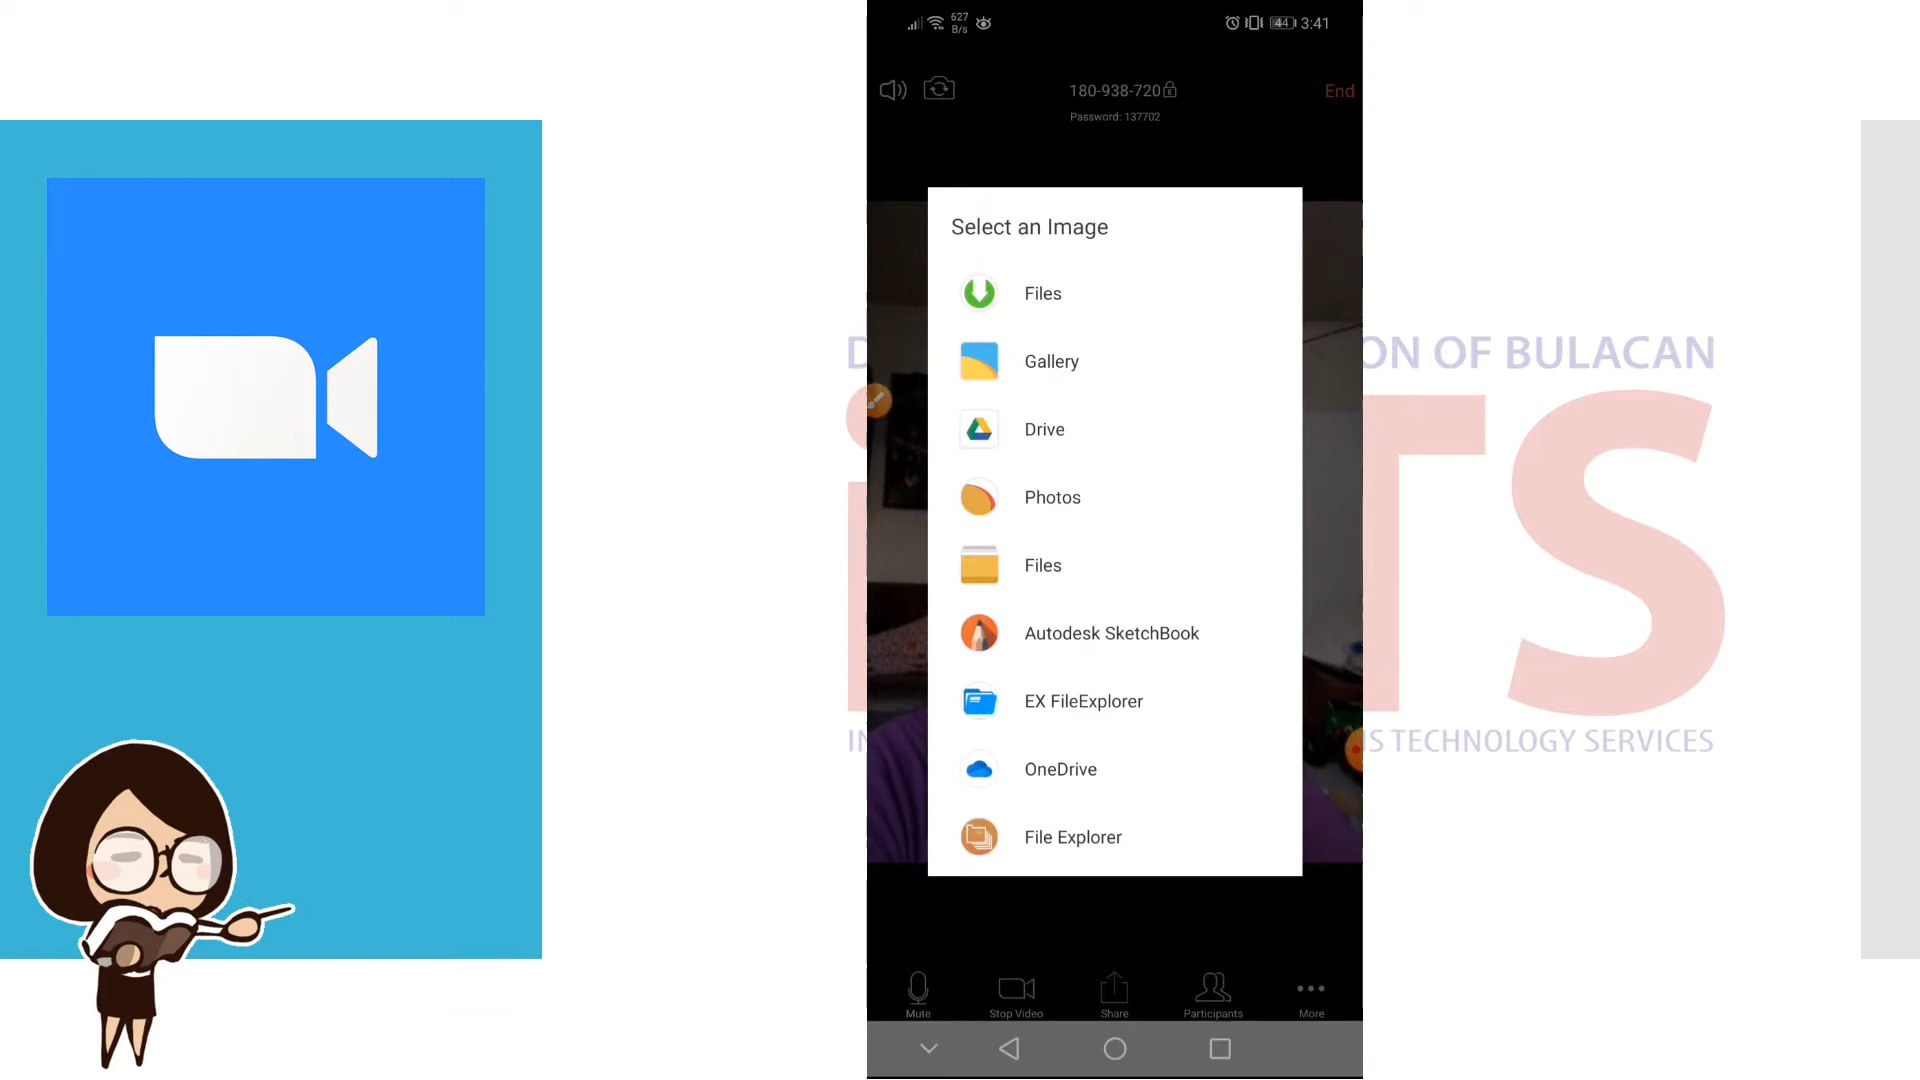 627
B/s
44 3:41
180-938-720
End
Password: 137702
Select an Image
Files
Gallery
Drive
Photos
Files
Autodesk SketchBook
EX FileExplorer
OneDrive
File Explorer
ON OF BULACAN
TS
TECHNOLOGY SERVICES
Mute
Stop Video
Share
Participants
More